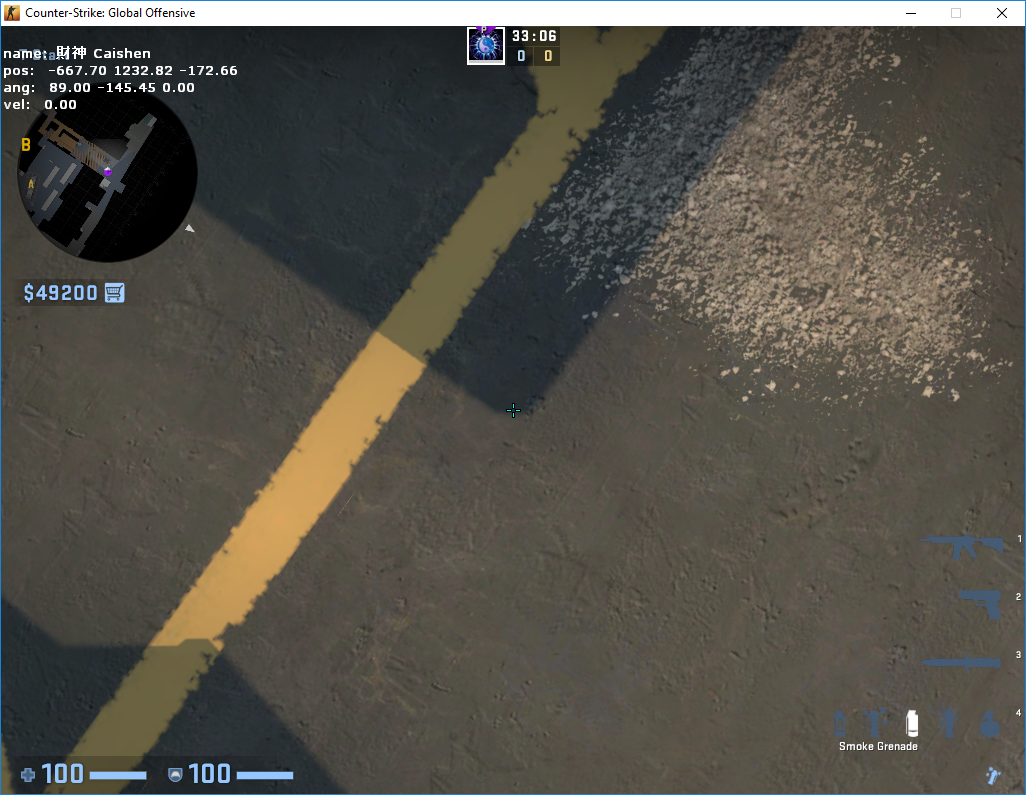 Counter-Strike: Global Offensive
name: 財神 Caishen
pos: -667.70 1232.82 -172.66
ang: 89.00 -145.45 0.00
vel: 0.00
33:06
0 0
B
A
$49200
1
2
3
4
Smoke Grenade
100 100